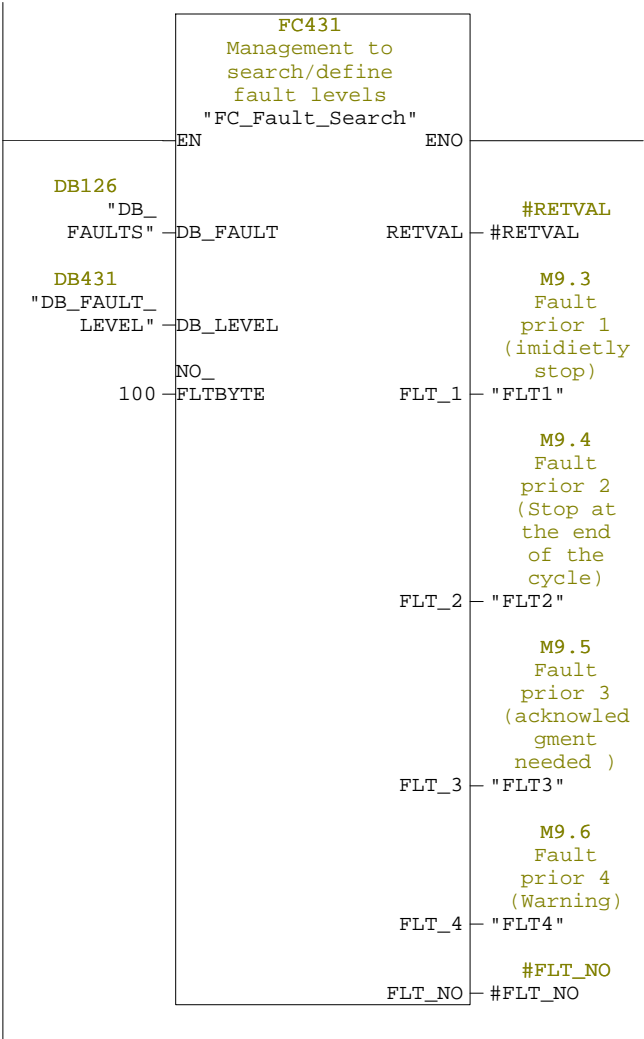 FC431
Management to
search/define
fault levels
"FC_Fault_Search"
EN ENO
DB126
"DB_
FAULTS" DB_FAULT
#RETVAL
RETVAL #RETVAL
DB431
"DB_FAULT_
LEVEL" DB_LEVEL
NO_
100 FLTBYTE
M9.3
Fault
prior 1
(imidietly
stop)
FLT_1 "FLT1"
M9.4
Fault
prior 2
(Stop at
the end
of the
cycle)
FLT_2 "FLT2"
M9.5
Fault
prior 3
(acknowled
gment
needed )
FLT_3 "FLT3"
M9.6
Fault
prior 4
(Warning)
FLT_4 "FLT4"
#FLT_NO
FLT_NO #FLT_NO